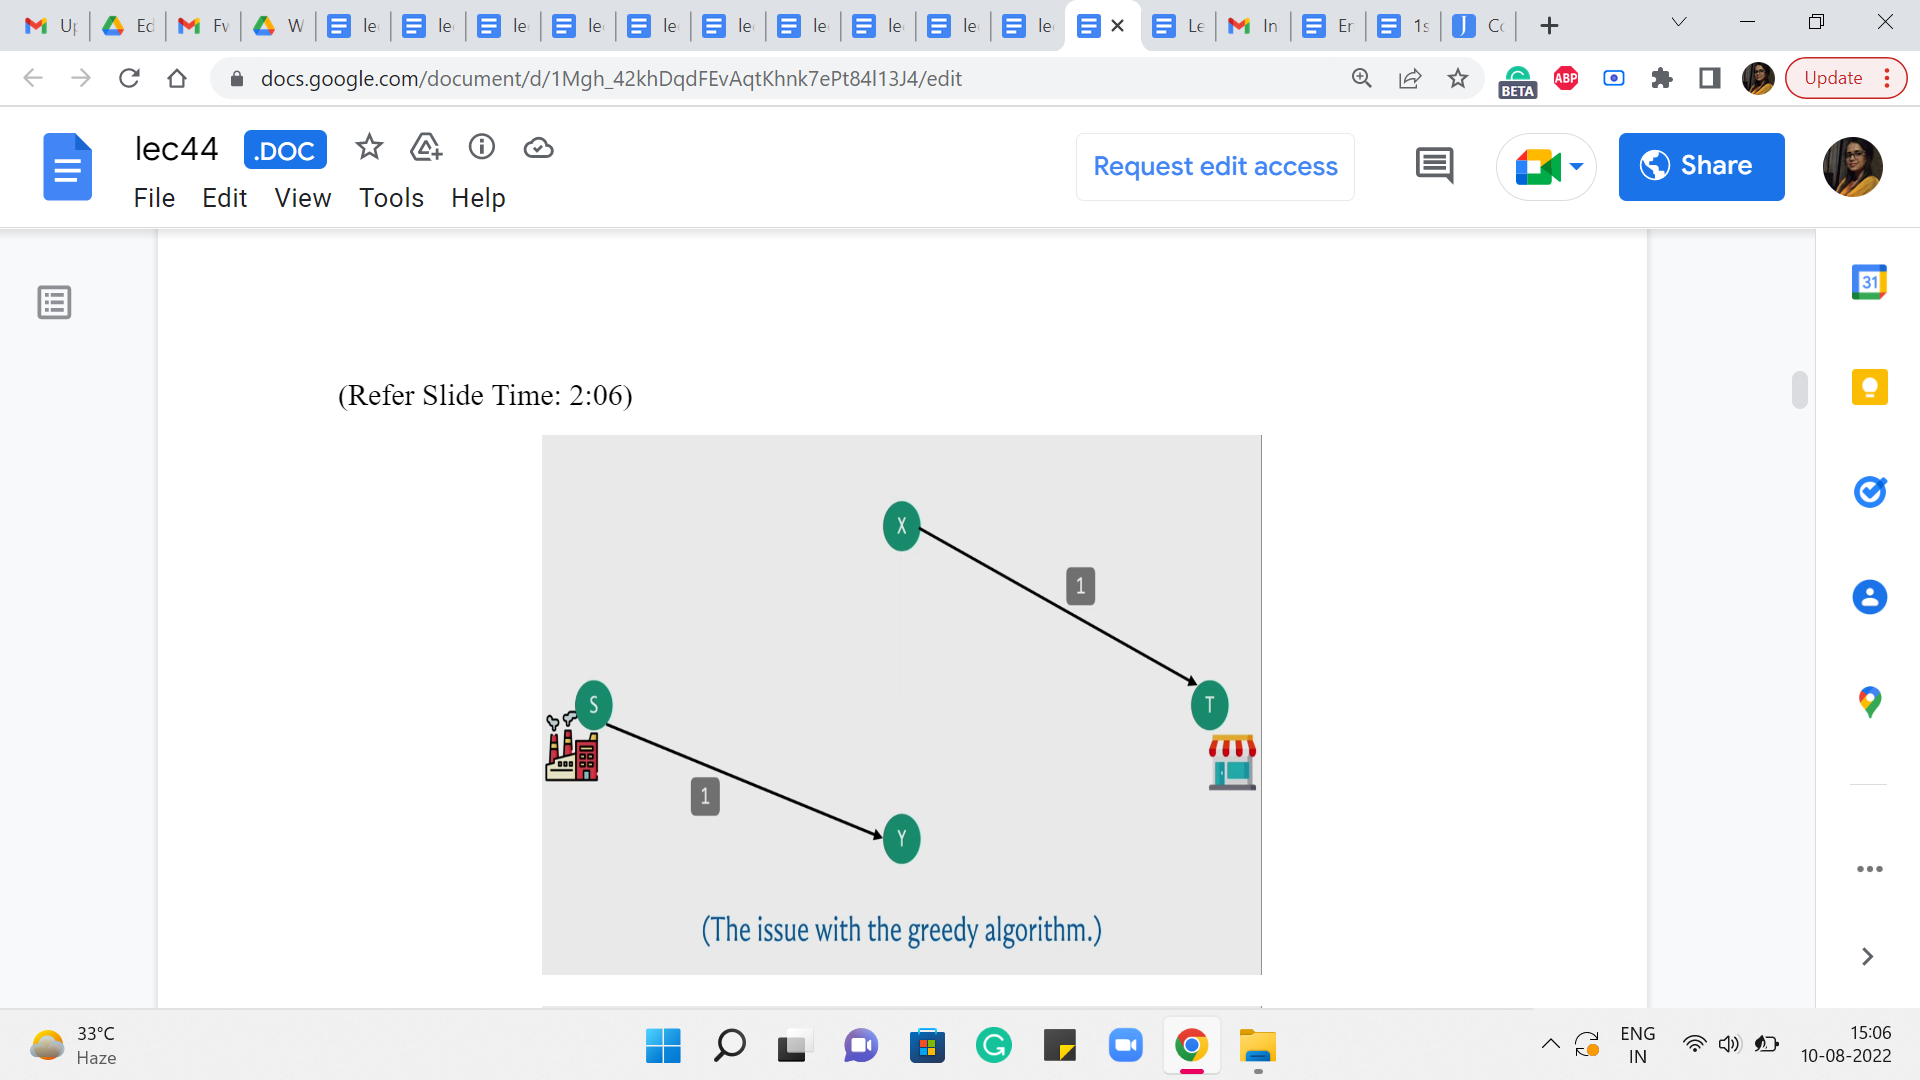 Ed
Fw
W
le
le
le
le
le
le
le
le
le
le
Le
In
Er
1s
docs.google.com/document/d/1Mgh_42khDqdFEvAqtKhnk7ePt84l13J4/edit
BETA
ABP
Update
lec44
.DOC
Request edit access
Share
File Edit View Tools Help
31
(Refer Slide Time: 2:06)
X
1
S
T
1
Y
(The issue with the greedy algorithm.)
33°C
Haze
ENG
IN
15:06
10-08-2022